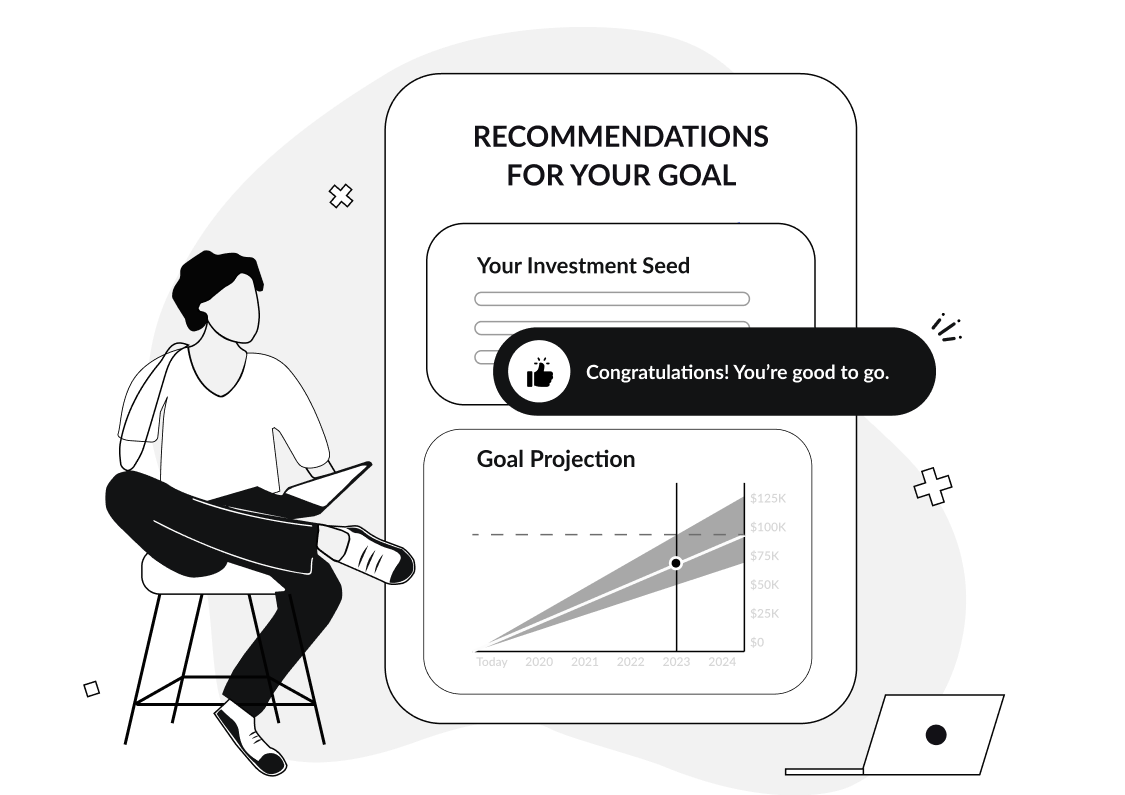 RECOMMENDATIONS
FOR YOUR GOAL
Your Investment Seed
Congratulations! You’re good to go.
Goal Projection
$125K
$100K
$75K
$50K
$25K
$0
Today 2020 2021 2022 2023 2024